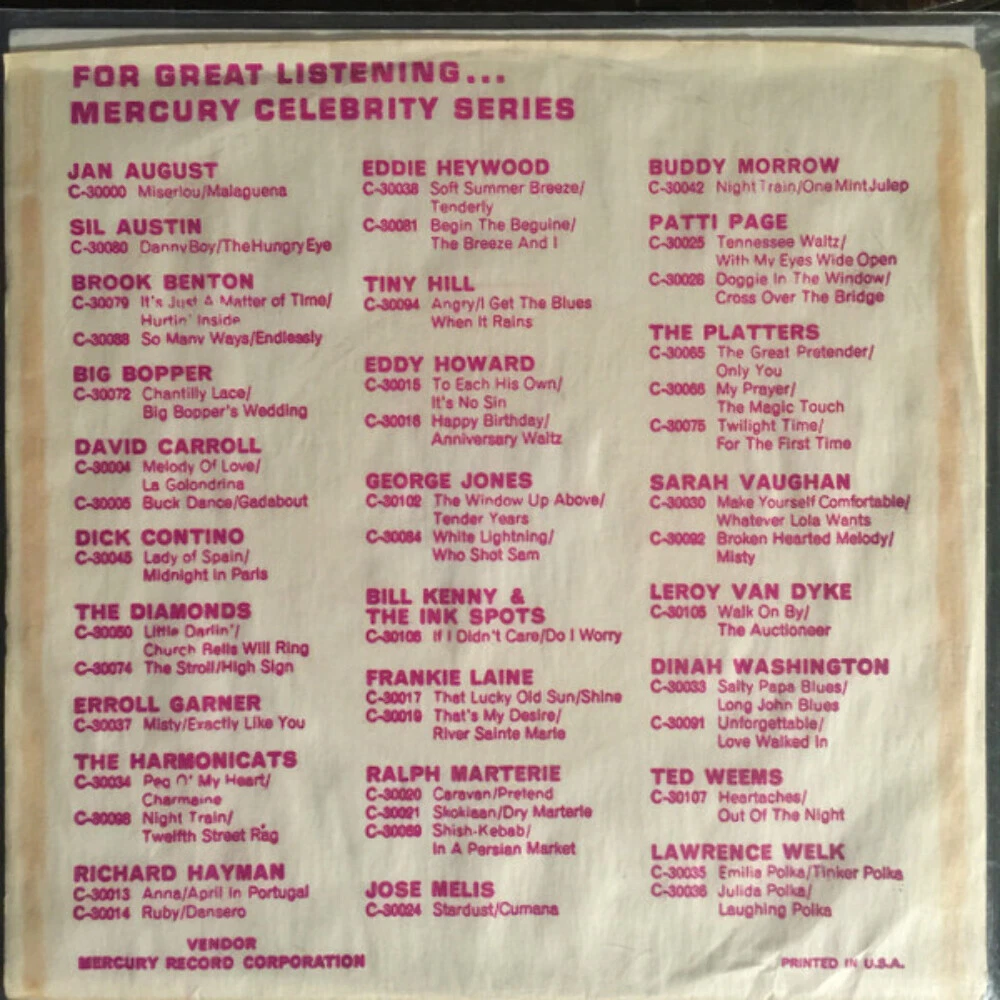 FOR GREAT LISTENING...
MERCURY CELEBRITY SERIES
JAN AUGUST
C-30000 Miserlou/Malaguena
SIL AUSTIN
C-30080 Danny Boy/The Hungry Eye
BROOK BENTON
C-30079 It's Just A Matter of Time/
Hurtin' Inside
C-30088 So Many Ways/Endlessly
BIG BOPPER
C-30072 Chantilly Lace/
Big Bopper's Wedding
DAVID CARROLL
C-30004 Melody Of Love/
La Golondrina
C-30005 Buck Dance/Gadabout
DICK CONTINO
C-30045 Lady of Spain/
Midnight in Paris
THE DIAMONDS
C-30050 Little Darlin'/
Church Bells Will Ring
C-30074 The Stroll/High Sign
ERROLL GARNER
C-30037 Misty/Exactly Like You
THE HARMONICATS
C-30034 Peg O' My Heart/
Charmaine
C-30098 Night Train/
Twelfth Street Rag
RICHARD HAYMAN
C-30013 Anna/April in Portugal
C-30014 Ruby/Dansero
EDDIE HEYWOOD
C-30038 Soft Summer Breeze/
Tenderly
C-30081 Begin The Beguine/
The Breeze And I
TINY HILL
C-30094 Angry/I Get The Blues
When It Rains
EDDY HOWARD
C-30015 To Each His Own/
It's No Sin
C-30016 Happy Birthday/
Anniversary Waltz
GEORGE JONES
C-30102 The Window Up Above/
Tender Years
C-30084 White Lightning/
Who Shot Sam
BILL KENNY &
THE INK SPOTS
C-30106 If I Didn't Care/Do I Worry
FRANKIE LAINE
C-30017 That Lucky Old Sun/Shine
C-30019 That's My Desire/
River Sainte Marie
RALPH MARTERIE
C-30020 Caravan/Pretend
C-30021 Skokiaan/Dry Marterie
C-30069 Shish-Kebab/
In A Persian Market
JOSE MELIS
C-30024 Stardust/Cumana
BUDDY MORROW
C-30042 Night Train/One Mint Julep
PATTI PAGE
C-30025 Tennessee Waltz/
With My Eyes Wide Open
C-30026 Doggie In The Window/
Cross Over The Bridge
THE PLATTERS
C-30065 The Great Pretender/
Only You
C-30066 My Prayer/
The Magic Touch
C-30075 Twilight Time/
For The First Time
SARAH VAUGHAN
C-30030 Make Yourself Comfortable/
Whatever Lola Wants
C-30092 Broken Hearted Melody/
Misty
LEROY VAN DYKE
C-30105 Walk On By/
The Auctioneer
DINAH WASHINGTON
C-30033 Salty Papa Blues/
Long John Blues
C-30091 Unforgettable/
Love Walked In
TED WEEMS
C-30107 Heartaches/
Out Of The Night
LAWRENCE WELK
C-30035 Emilia Polka/Tinker Polka
C-30036 Julida Polka/
Laughing Polka
VENDOR
MERCURY RECORD CORPORATION
PRINTED IN U.S.A.